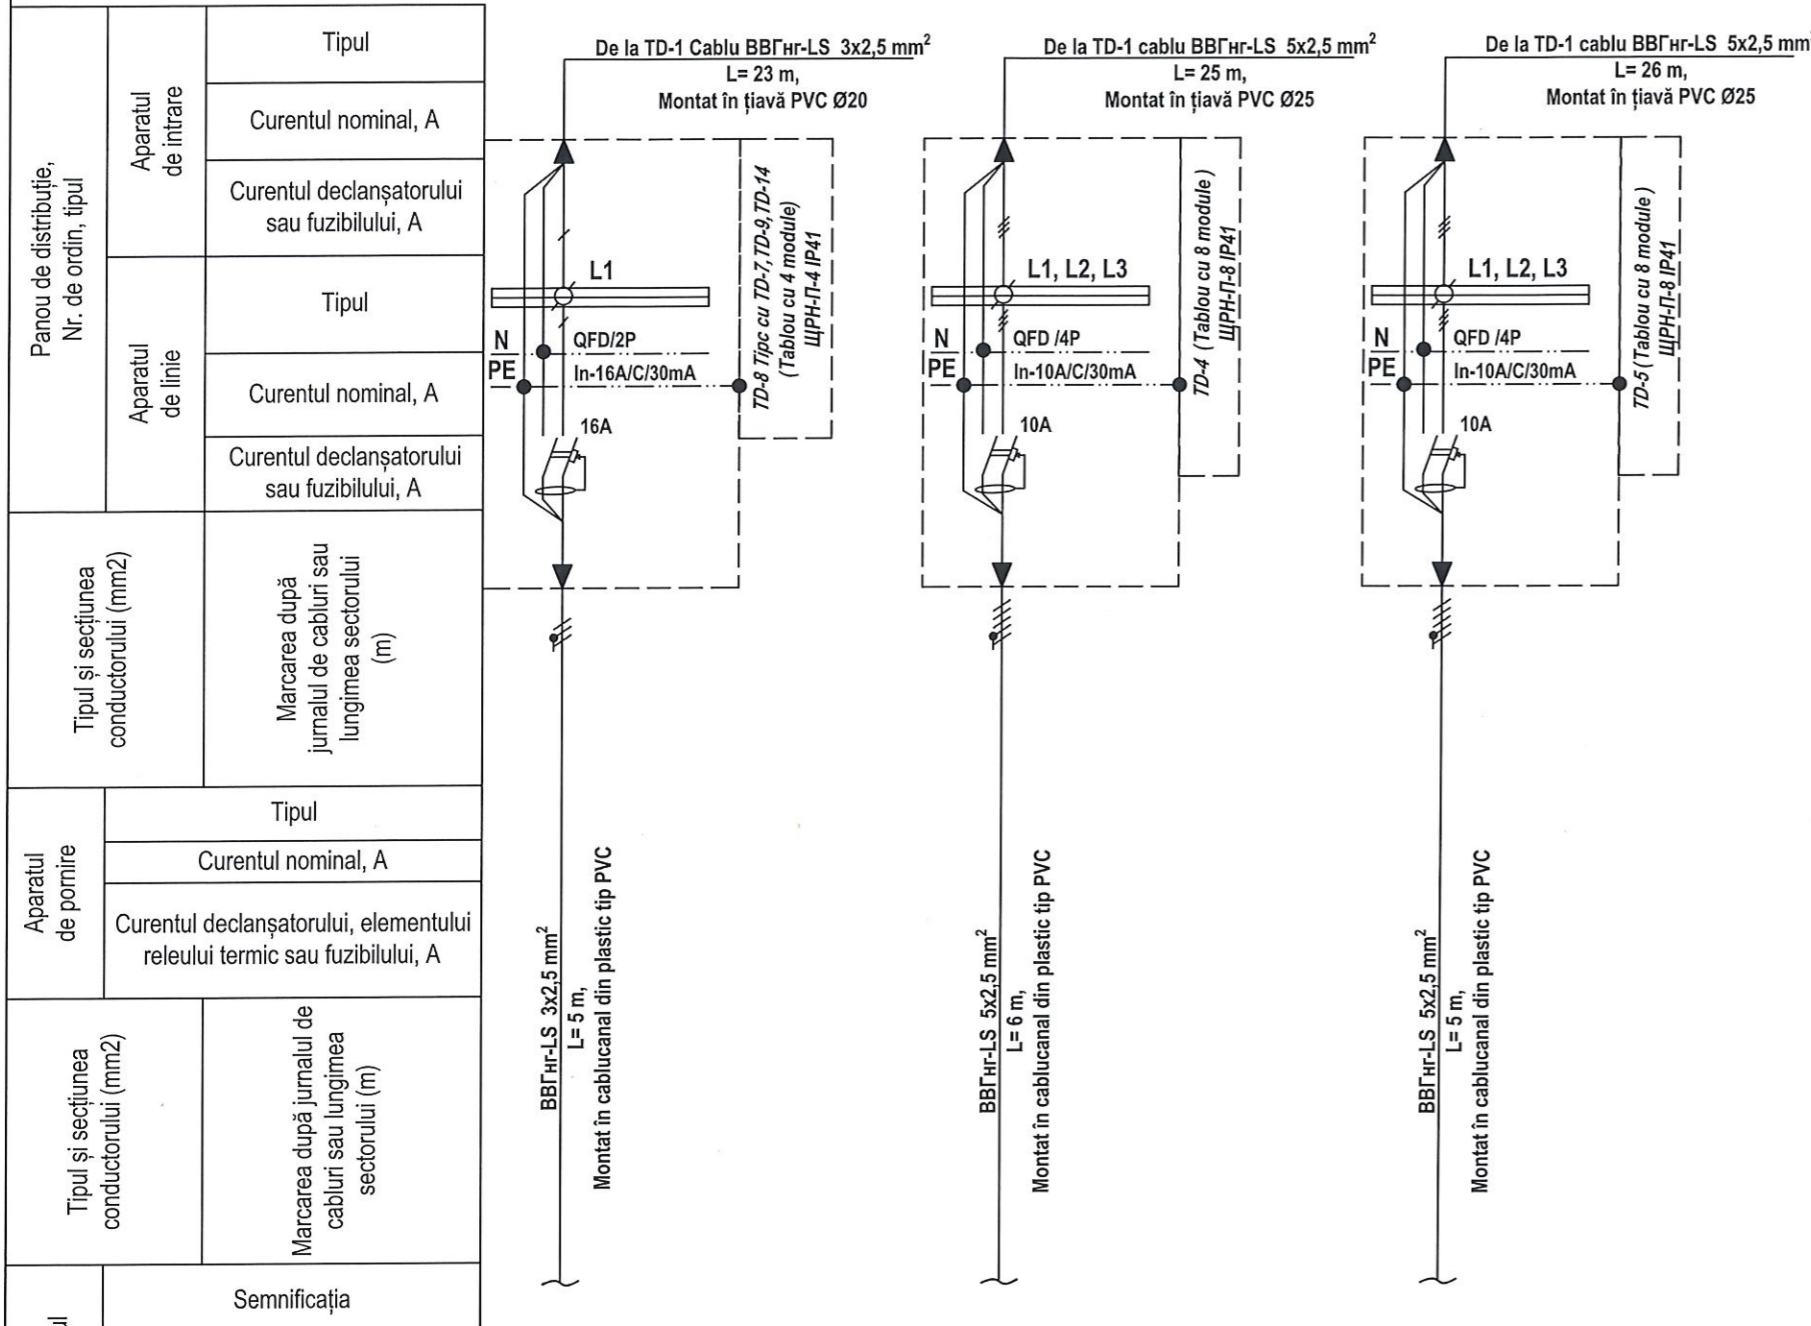 Panou de distribuție,
Nr. de ordin, tipul
Aparatul
de intrare
Tipul
Curentul nominal, A
Curentul declanșatorului
sau fuzibilului, A
Aparatul
de linie
Tipul
Curentul nominal, A
Curentul declanșatorului
sau fuzibilului, A
Tipul și secțiunea
conductorului (mm2)
Marcarea după
jurnalul de cabluri sau
lungimea sectorului
(m)
Aparatul
de pornire
Tipul
Curentul nominal, A
Curentul declanșatorului, elementului
releului termic sau fuzibilului, A
Tipul și secțiunea
conductorului (mm2)
Marcarea după jurnalul de
cabluri sau lungimea
sectorului (m)
Semnificația
De la TD-1 Cablu ВВГнг-LS 3x2,5 mm²
L= 23 m,
Montat în țiavă PVC Ø20
L1
N
QFD/2P
PE
In-16A/C/30mA
16A
TD-8 Tipc cu TD-7,TD-9,TD-14
(Tablou cu 4 module)
ЩРН-П-4 IP41
ВВГнг-LS 3x2,5 mm²
L= 5 m,
Montat în cablucanal din plastic tip PVC
De la TD-1 cablu ВВГнг-LS 5x2,5 mm²
L= 25 m,
Montat în țiavă PVC Ø25
L1, L2, L3
N
QFD /4P
PE
In-10A/C/30mA
10A
TD-4 (Tablou cu 8 module )
ЩРН-П-8 IP41
ВВГнг-LS 5x2,5 mm²
L= 6 m,
Montat în cablucanal din plastic tip PVC
De la TD-1 cablu ВВГнг-LS 5x2,5 mm²
L= 26 m,
Montat în țiavă PVC Ø25
L1, L2, L3
N
QFD /4P
PE
In-10A/C/30mA
10A
TD-5 (Tablou cu 8 module )
ЩРН-П-8 IP41
ВВГнг-LS 5x2,5 mm²
L= 5 m,
Montat în cablucanal din plastic tip PVC